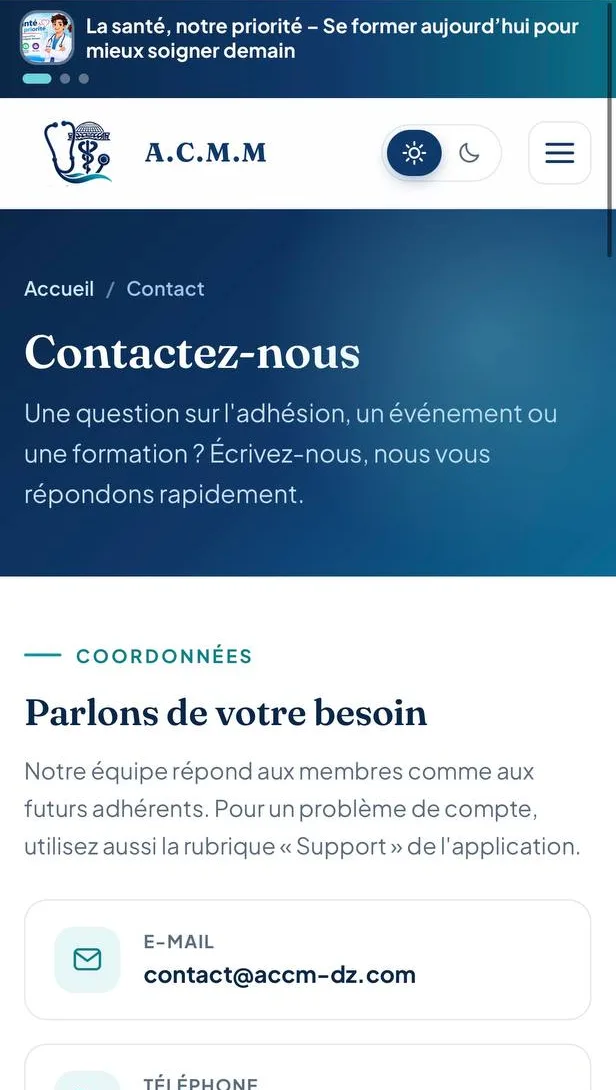 La santé, notre priorité – Se former aujourd’hui pour
mieux soigner demain
A.C.M.M
Accueil / Contact
Contactez-nous
Une question sur l'adhésion, un événement ou
une formation ? Écrivez-nous, nous vous
répondons rapidement.
COORDONNÉES
Parlons de votre besoin
Notre équipe répond aux membres comme aux
futurs adhérents. Pour un problème de compte,
utilisez aussi la rubrique « Support » de l'application.
E-MAIL
contact@accm-dz.com
TÉLÉPHONE